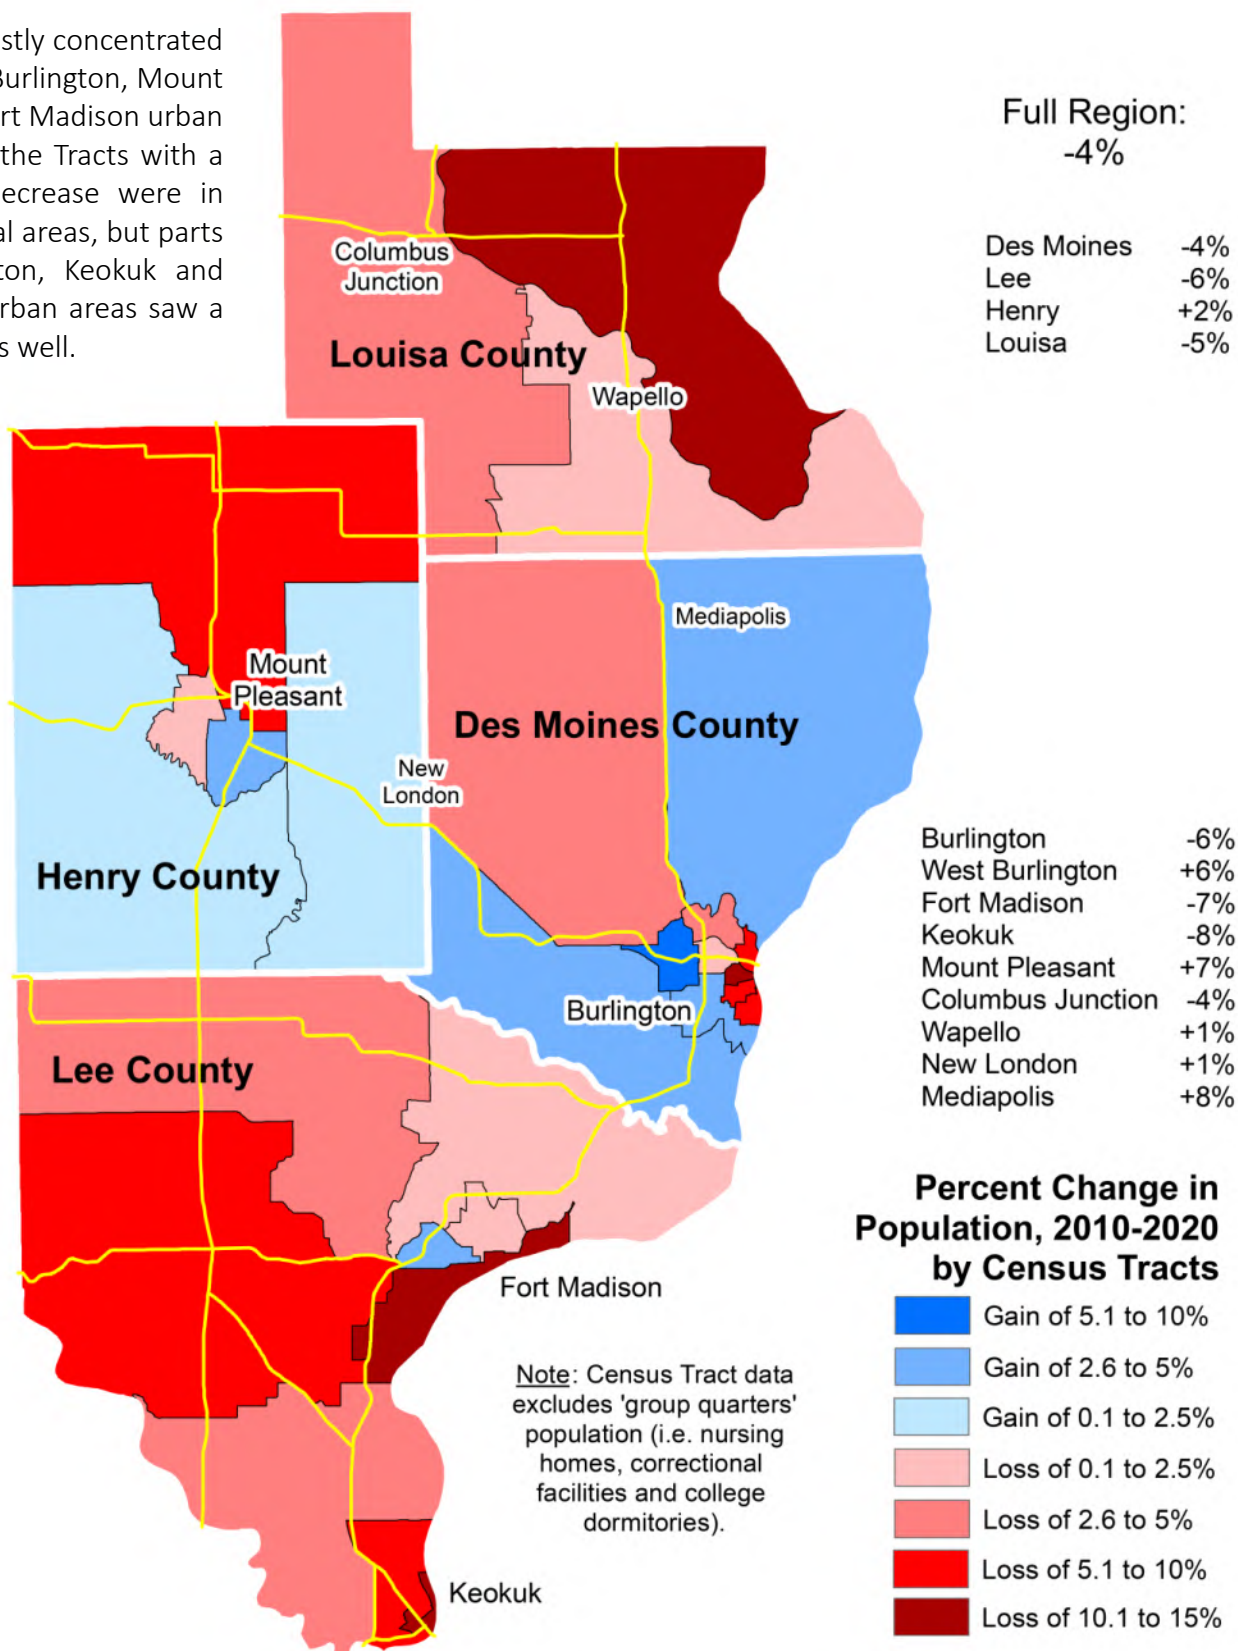 stly concentrated
Burlington, Mount
rt Madison urban
the Tracts with a
ecrease were in
al areas, but parts
ton, Keokuk and
urban areas saw a
s well.
Full Region:
-4%
Des Moines -4%
Lee -6%
Henry +2%
Louisa -5%
Columbus
Junction
Louisa County
Wapello
Mediapolis
Mount
Pleasant
Des Moines County
New
London
Henry County
Burlington
Lee County
Fort Madison
Keokuk
Burlington -6%
West Burlington +6%
Fort Madison -7%
Keokuk -8%
Mount Pleasant +7%
Columbus Junction -4%
Wapello +1%
New London +1%
Mediapolis +8%
Percent Change in
Population, 2010-2020
by Census Tracts
Gain of 5.1 to 10%
Gain of 2.6 to 5%
Gain of 0.1 to 2.5%
Loss of 0.1 to 2.5%
Loss of 2.6 to 5%
Loss of 5.1 to 10%
Loss of 10.1 to 15%
Note: Census Tract data
excludes 'group quarters'
population (i.e. nursing
homes, correctional
facilities and college
dormitories).